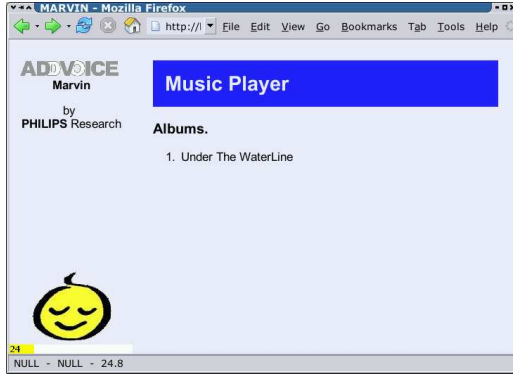 MARVIN - Mozilla Firefox
http://l File Edit View Go Bookmarks Tab Tools Help
ADVOICE
Marvin
by
PHILIPS Research
Music Player
Albums.
1. Under The WaterLine
24
NULL - NULL - 24.8